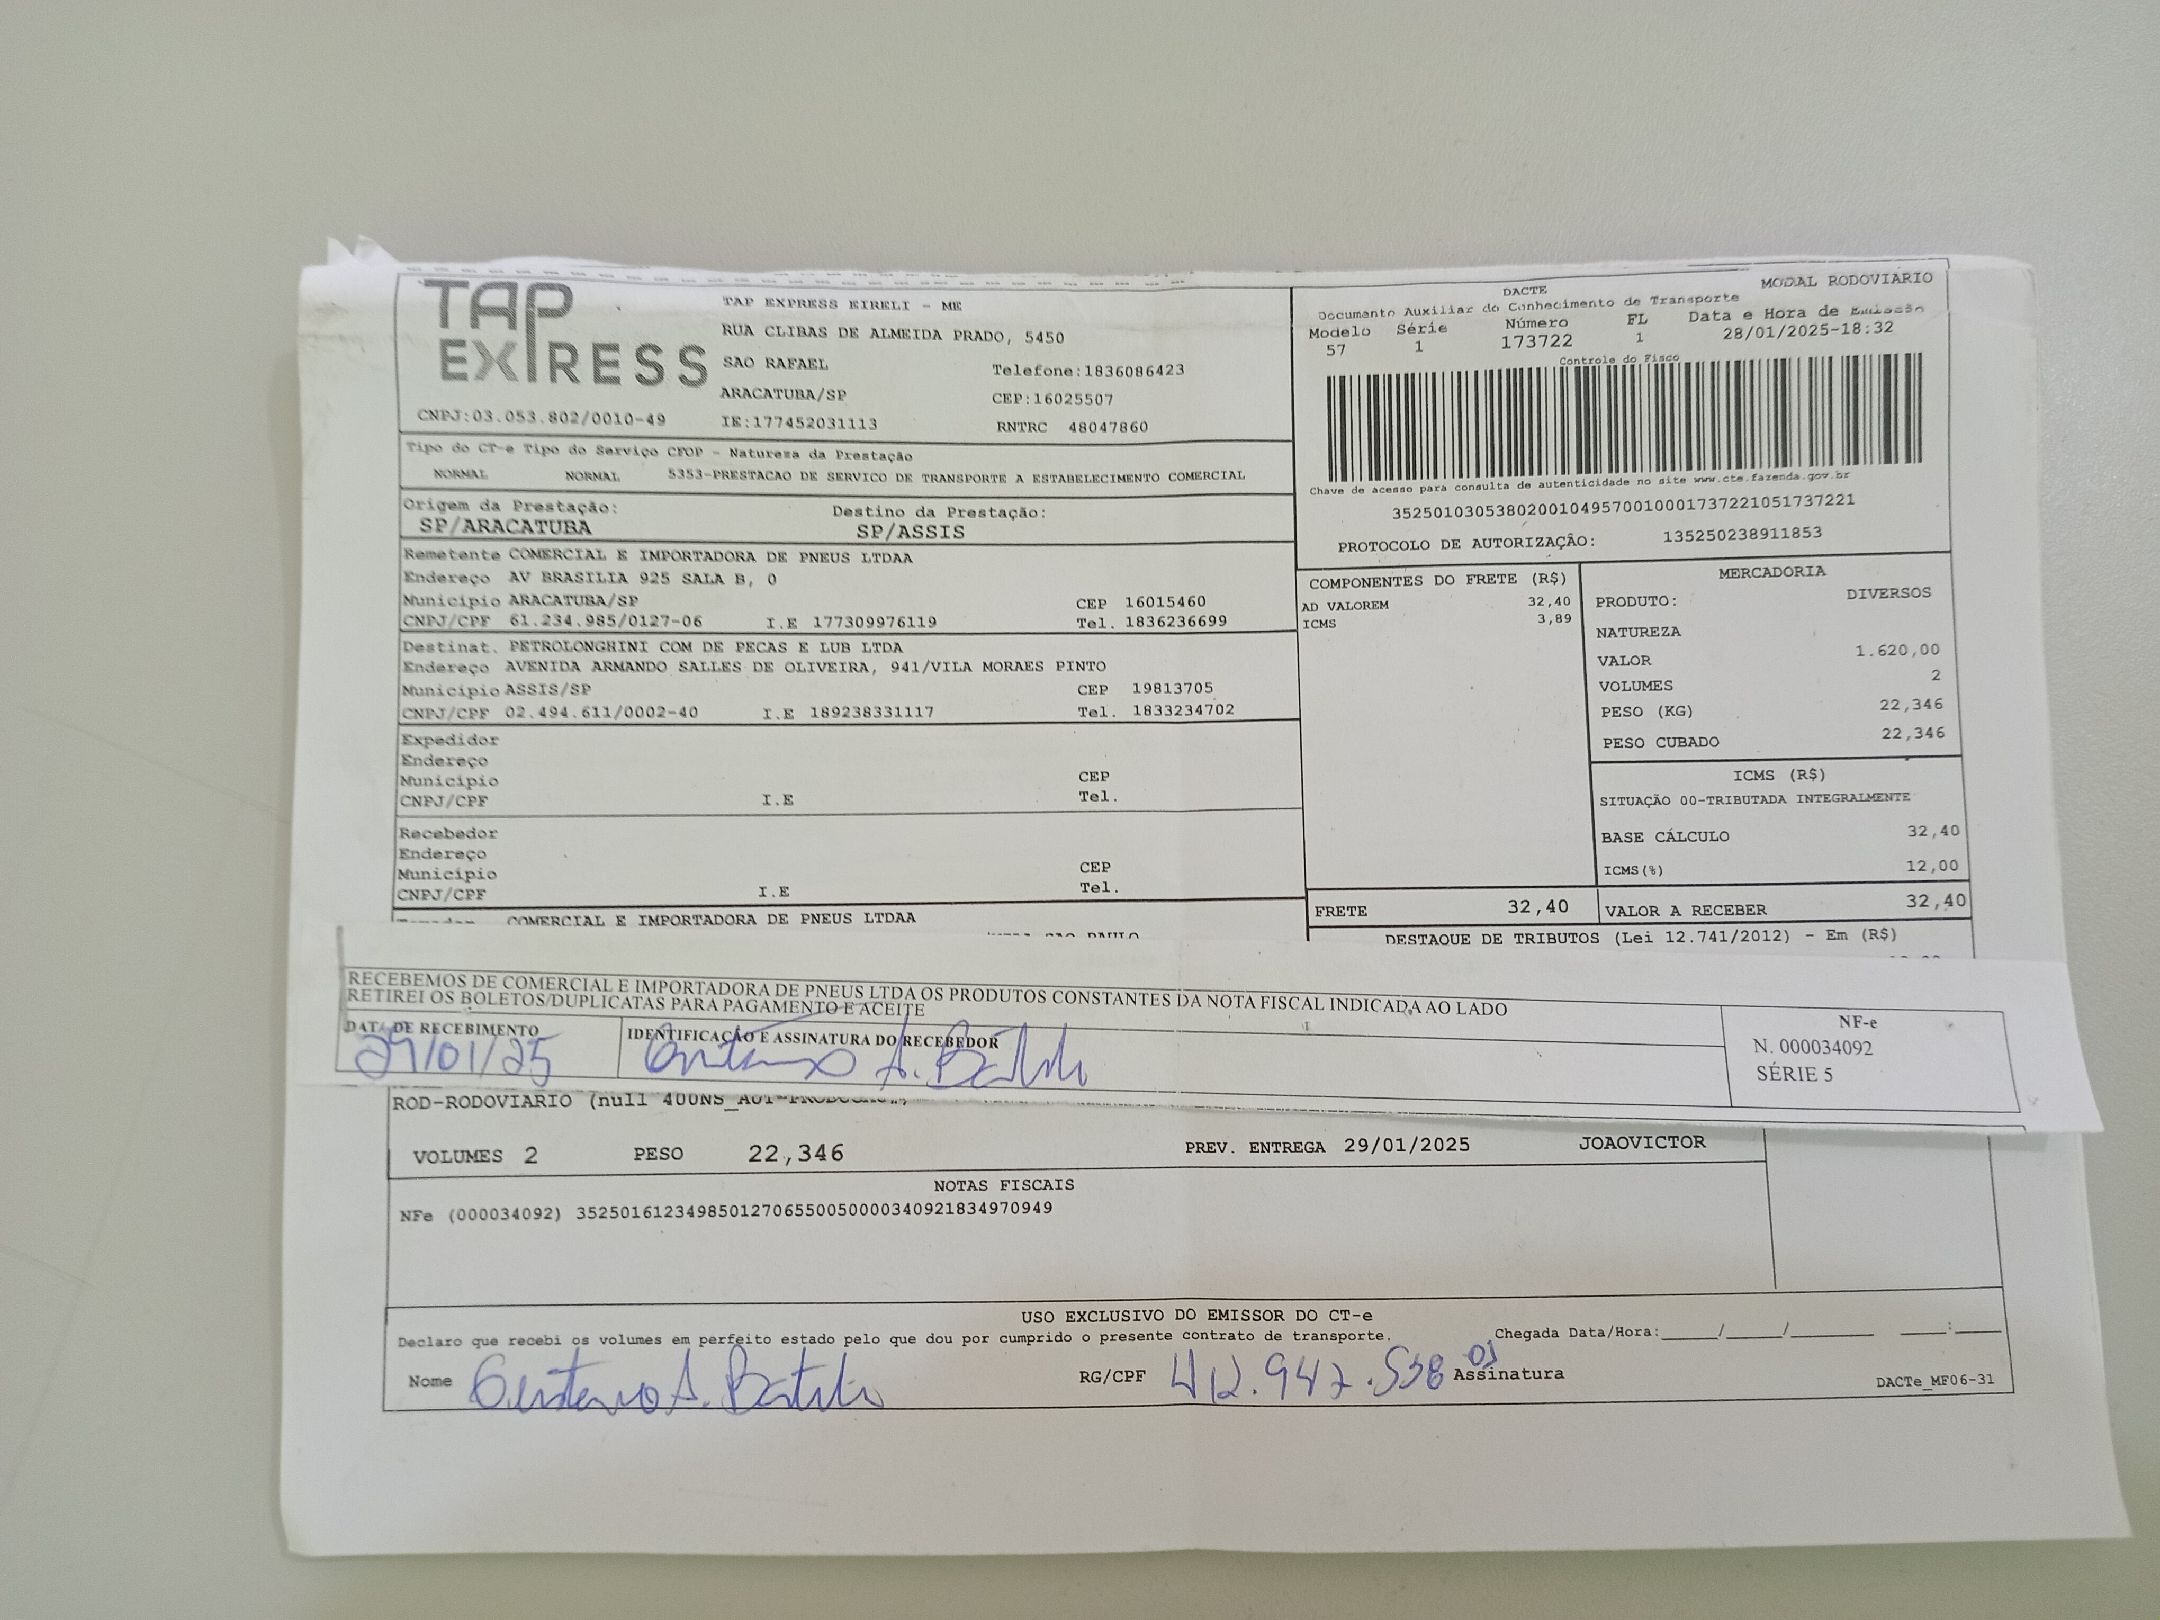 TAP EXPRESS
TAP EXPRESS EIRELI - ME
RUA CLIBAS DE ALMEIDA PRADO, 5450
SAO RAFAEL Telefone:1836086423
ARACATUBA/SP CEP:16025507
CNPJ:03.053.802/0010-49 IE:177452031113 RNTRC 48047860
MODAL RODOVIÁRIO
DACTE
Documento Auxiliar do Conhecimento de Transporte
Modelo Série Número FL Data e Hora de Emissão
57 1 173722 1 28/01/2025-18:32
Controle do Fisco
Chave de acesso para consulta de autenticidade no site www.cte.fazenda.gov.br
35250103053802001049570010001737221051737221
PROTOCOLO DE AUTORIZAÇÃO: 135250238911853
Tipo do CT-e Tipo do Serviço CFOP - Natureza da Prestação
NORMAL NORMAL 5353-PRESTACAO DE SERVICO DE TRANSPORTE A ESTABELECIMENTO COMERCIAL
Origem da Prestação: Destino da Prestação:
SP/ARACATUBA SP/ASSIS
Remetente COMERCIAL E IMPORTADORA DE PNEUS LTDAA
Endereço AV BRASILIA 925 SALA B, 0
Município ARACATUBA/SP CEP 16015460
CNPJ/CPF 61.234.985/0127-06 I.E 177309976119 Tel. 1836236699
Destinat. PETROLONGHINI COM DE PECAS E LUB LTDA
Endereço AVENIDA ARMANDO SALLES DE OLIVEIRA, 941/VILA MORAES PINTO
Município ASSIS/SP CEP 19813705
CNPJ/CPF 02.494.611/0002-40 I.E 189238331117 Tel. 1833234702
Expedidor
Endereço
Município CEP
CNPJ/CPF I.E Tel.
Recebedor
Endereço
Município CEP
CNPJ/CPF I.E Tel.
COMERCIAL E IMPORTADORA DE PNEUS LTDAA
COMPONENTES DO FRETE (R$)
AD VALOREM 32,40
ICMS 3,89
MERCADORIA
PRODUTO: DIVERSOS
NATUREZA
VALOR 1.620,00
VOLUMES 2
PESO (KG) 22,346
PESO CUBADO 22,346
ICMS (R$)
SITUAÇÃO 00-TRIBUTADA INTEGRALMENTE
BASE CÁLCULO 32,40
ICMS(%) 12,00
FRETE 32,40 VALOR A RECEBER 32,40
DESTAQUE DE TRIBUTOS (Lei 12.741/2012) - Em (R$)
RECEBEMOS DE COMERCIAL E IMPORTADORA DE PNEUS LTDA OS PRODUTOS CONSTANTES DA NOTA FISCAL INDICADA AO LADO
RETIREI OS BOLETOS/DUPLICATAS PARA PAGAMENTO E ACEITE
DATA DE RECEBIMENTO IDENTIFICAÇÃO E ASSINATURA DO RECEBEDOR
29/01/25 Gustavo A. Batista
NF-e
N. 000034092
SÉRIE 5
ROD-RODOVIARIO (null
VOLUMES 2 PESO 22,346 PREV. ENTREGA 29/01/2025 JOAOVICTOR
NOTAS FISCAIS
NFe (000034092) 35250161234985012706550050000340921834970949
USO EXCLUSIVO DO EMISSOR DO CT-e
Declaro que recebi os volumes em perfeito estado pelo que dou por cumprido o presente contrato de transporte. Chegada Data/Hora:_____/_____/_______ ____:____
Nome Gustavo A. Batista RG/CPF 412.947.538 05 Assinatura
DACTe_MF06-31